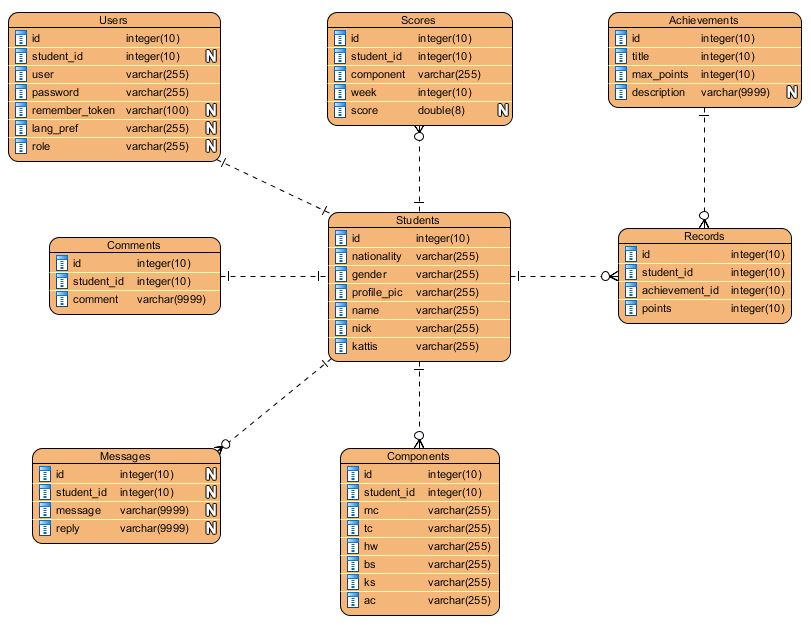 Users
id integer(10)
student_id integer(10) N
user varchar(255)
password varchar(255)
remember_token varchar(100) N
lang_pref varchar(255) N
role varchar(255) N
Scores
id integer(10)
student_id integer(10)
component varchar(255)
week integer(10)
score double(8) N
Achievements
id integer(10)
title integer(10)
max_points integer(10)
description varchar(9999) N
Comments
id integer(10)
student_id integer(10)
comment varchar(9999)
Students
id integer(10)
nationality varchar(255)
gender varchar(255)
profile_pic varchar(255)
name varchar(255)
nick varchar(255)
kattis varchar(255)
Records
id integer(10)
student_id integer(10)
achievement_id integer(10)
points integer(10)
Messages
id integer(10) N
student_id integer(10) N
message varchar(9999) N
reply varchar(9999) N
Components
id integer(10)
student_id integer(10)
mc varchar(255)
tc varchar(255)
hw varchar(255)
bs varchar(255)
ks varchar(255)
ac varchar(255)